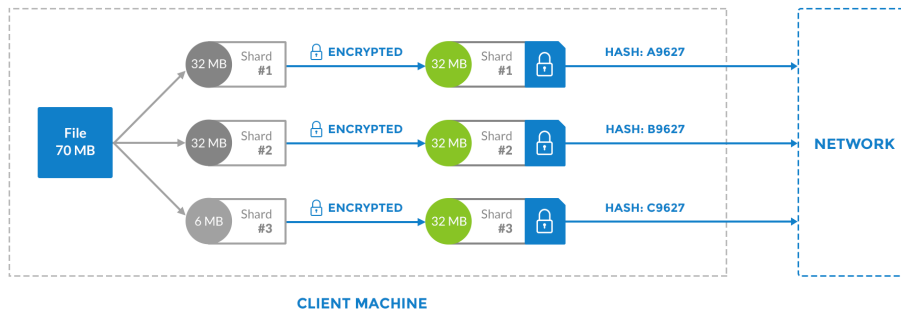 File
70 MB
32 MB
Shard
#1
ENCRYPTED
32 MB
Shard
#1
HASH: A9627
32 MB
Shard
#2
ENCRYPTED
32 MB
Shard
#2
HASH: B9627
6 MB
Shard
#3
ENCRYPTED
32 MB
Shard
#3
HASH: C9627
NETWORK
CLIENT MACHINE